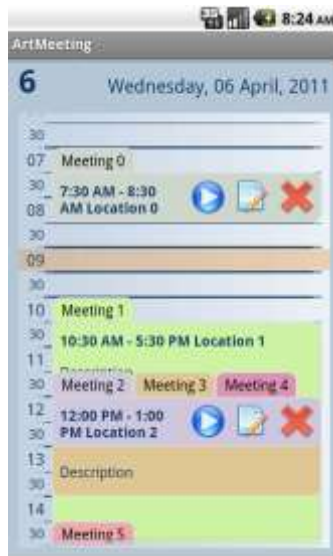 8:24 AM
ArtMeeting
6
Wednesday, 06 April, 2011
30
07 Meeting 0
30 7:30 AM - 8:30
08 AM Location 0
30
09
30
10 Meeting 1
30 10:30 AM - 5:30 PM Location 1
11 Description
30 Meeting 2 Meeting 3 Meeting 4
12 12:00 PM - 1:00
30 PM Location 2
13
Description
30
14
30 Meeting 5